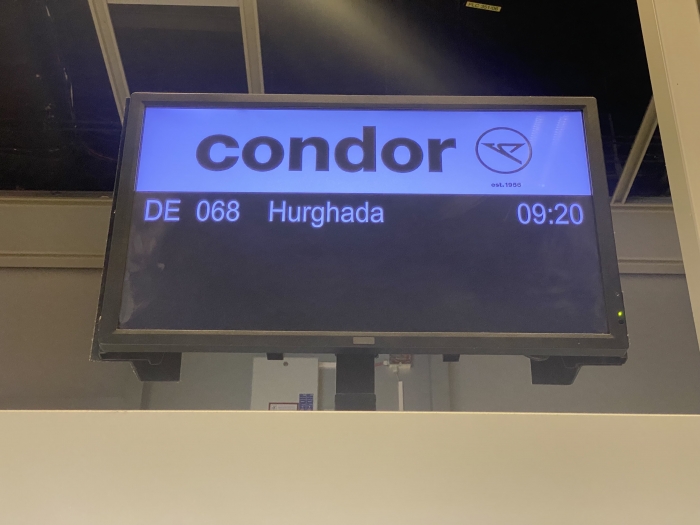 condor
est.1956
DE 068 Hurghada 09:20